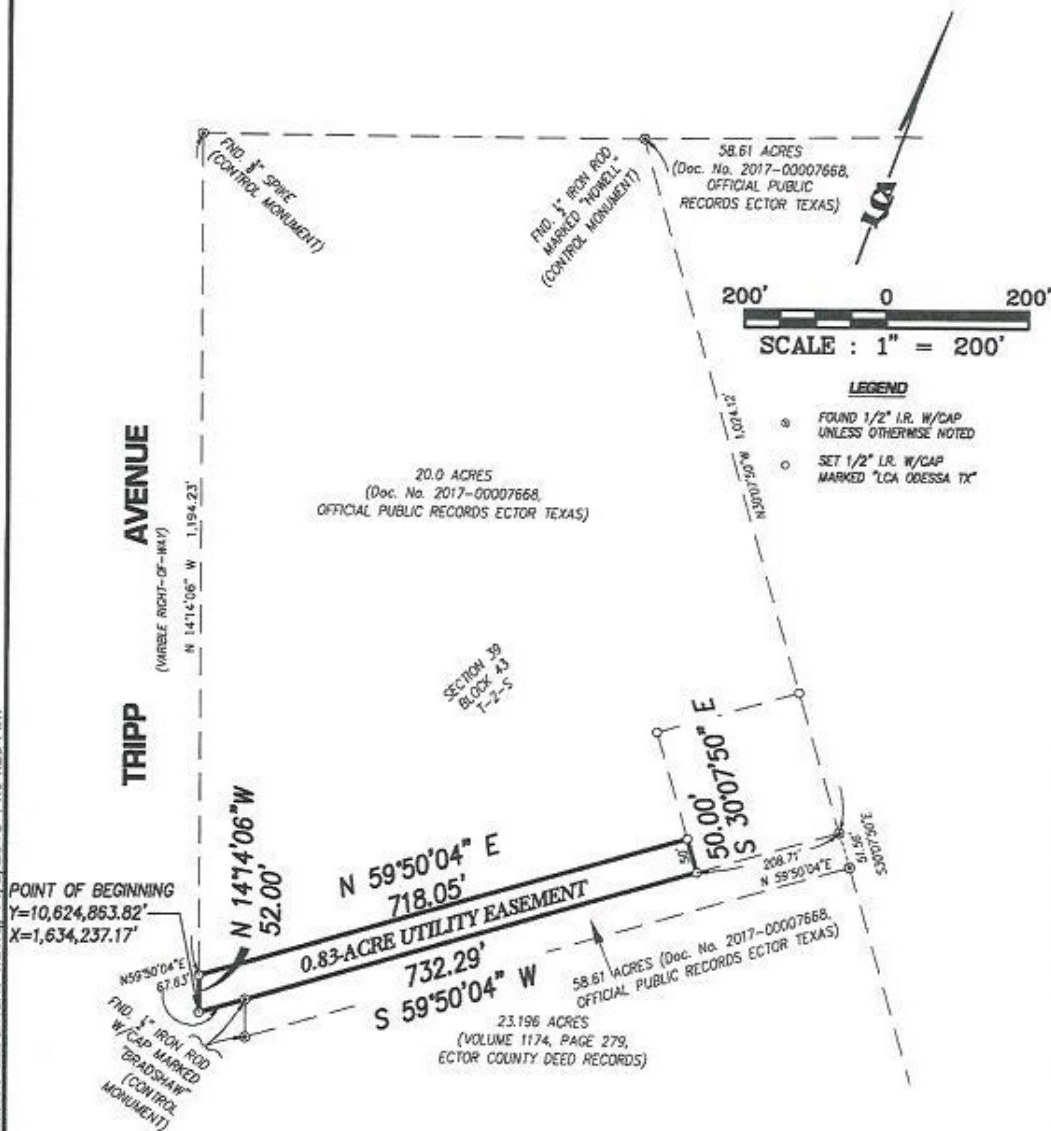 FND. ⅜" SPIKE
(CONTROL MONUMENT)
FND. ½" IRON ROD
MARKED "HOWELL"
(CONTROL MONUMENT)
58.61 ACRES
(Doc. No. 2017-00007668,
OFFICIAL PUBLIC
RECORDS ECTOR TEXAS)
LCA
200' 0 200'
SCALE : 1" = 200'
LEGEND
FOUND 1/2" I.R. W/CAP
UNLESS OTHERWISE NOTED
SET 1/2" I.R. W/CAP
MARKED "LCA ODESSA TX"
TRIPP AVENUE
(VARIBLE RIGHT-OF-WAY)
N 14°14'06" W 1,194.23'
20.0 ACRES
(Doc. No. 2017-00007668,
OFFICIAL PUBLIC RECORDS ECTOR TEXAS)
N30°07'50"W 1,024.12'
SECTION 39
BLOCK 43
T-2-S
50.00'
S 30°07'50" E
50'
N 14°14'06"W
52.00'
N 59°50'04" E
718.05'
0.83-ACRE UTILITY EASEMENT
732.29'
S 59°50'04" W
208.71'
N 59°50'04"E
51.56'
S30°07'50"E
POINT OF BEGINNING
Y=10,624,863.82'
X=1,634,237.17'
N59°50'04"E
67.63'
FND. ½" IRON ROD
W/CAP MARKED
"BRADSHAW"
(CONTROL
MONUMENT)
58.61 ACRES (Doc. No. 2017-00007668,
OFFICIAL PUBLIC RECORDS ECTOR TEXAS)
23.196 ACRES
(VOLUME 1174, PAGE 279,
ECTOR COUNTY DEED RECORDS)